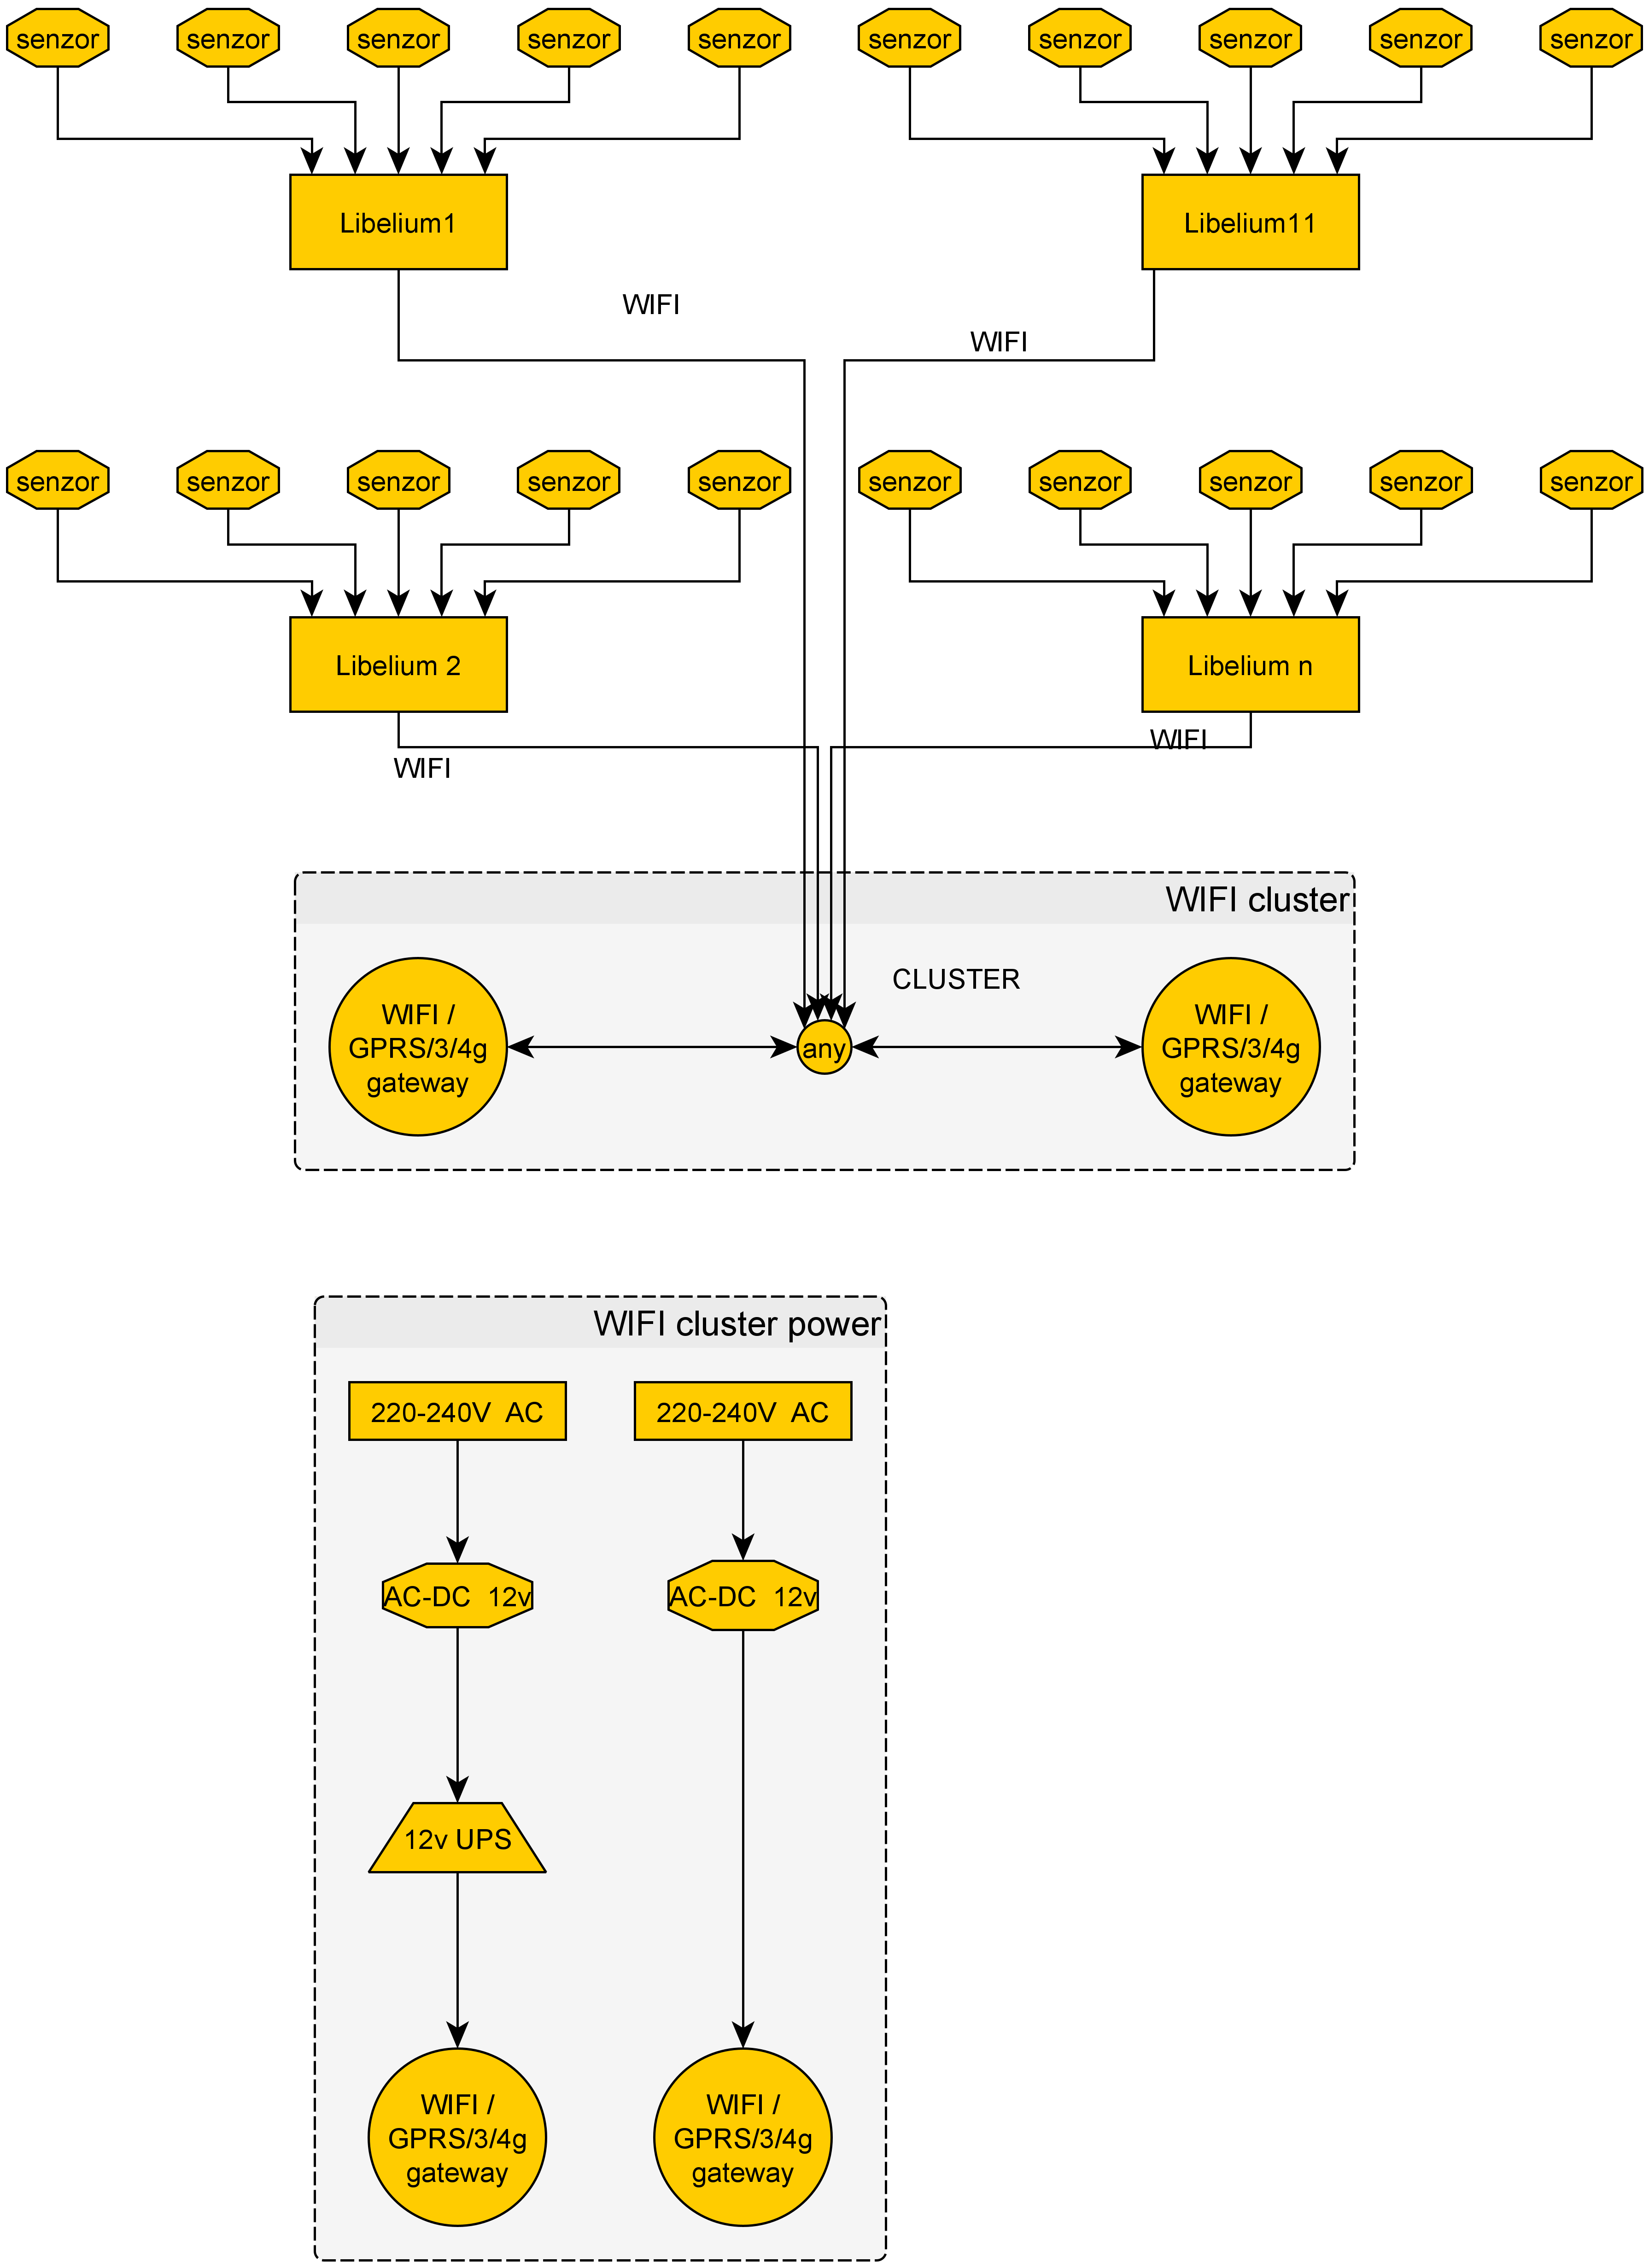 senzor
senzor
senzor
senzor
senzor
senzor
senzor
senzor
senzor
senzor
Libelium1
Libelium11
WIFI
WIFI
senzor
senzor
senzor
senzor
senzor
senzor
senzor
senzor
senzor
senzor
Libelium 2
Libelium n
WIFI
WIFI
WIFI cluster
CLUSTER
WIFI /
GPRS/3/4g
gateway
any
WIFI /
GPRS/3/4g
gateway
WIFI cluster power
220-240V  AC
220-240V  AC
AC-DC  12v
AC-DC  12v
12v UPS
WIFI /
GPRS/3/4g
gateway
WIFI /
GPRS/3/4g
gateway